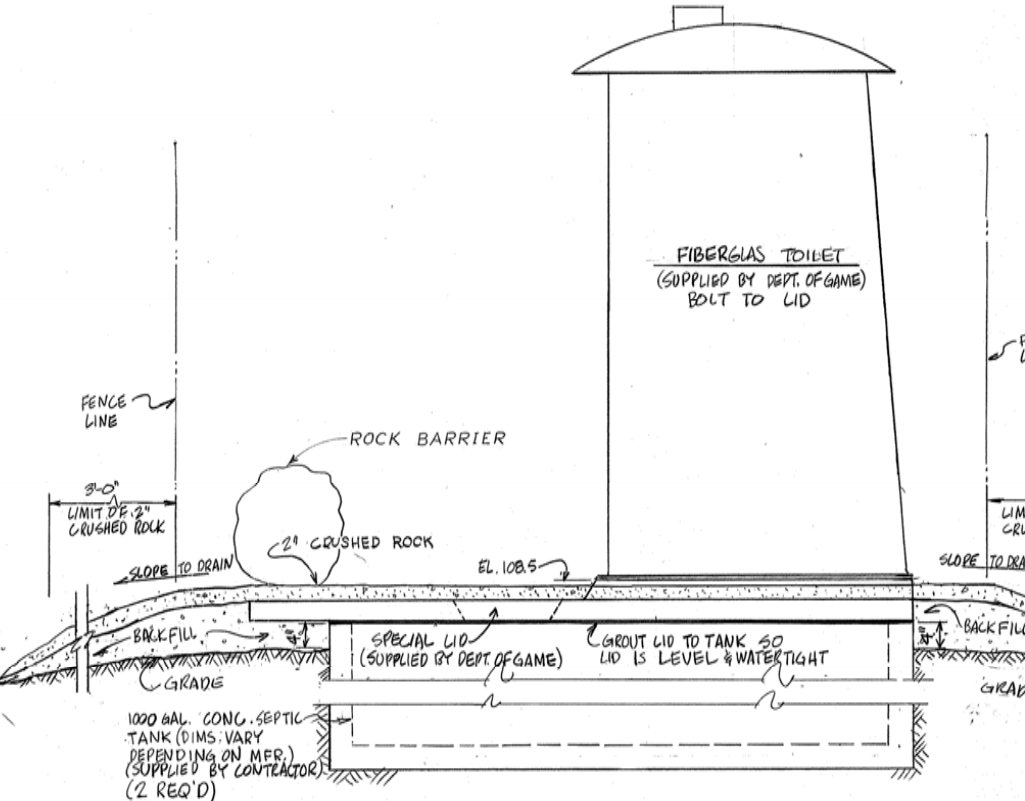 FIBERGLAS TOILET
(SUPPLIED BY DEPT. OF GAME)
BOLT TO LID
FENCE
LINE
ROCK BARRIER
3'-0"
LIMIT OF 2"
CRUSHED ROCK
2" CRUSHED ROCK
SLOPE TO DRAIN
EL. 108.5
SLOPE TO DRA
LIM
CRU
BACKFILL
SPECIAL LID
(SUPPLIED BY DEPT. OF GAME)
GROUT LID TO TANK SO
LID IS LEVEL & WATERTIGHT
BACKFILL
GRADE
GRAD
1000 GAL. CONC. SEPTIC
TANK (DIMS. VARY
DEPENDING ON MFR.)
(SUPPLIED BY CONTRACTOR)
(2 REQ'D)